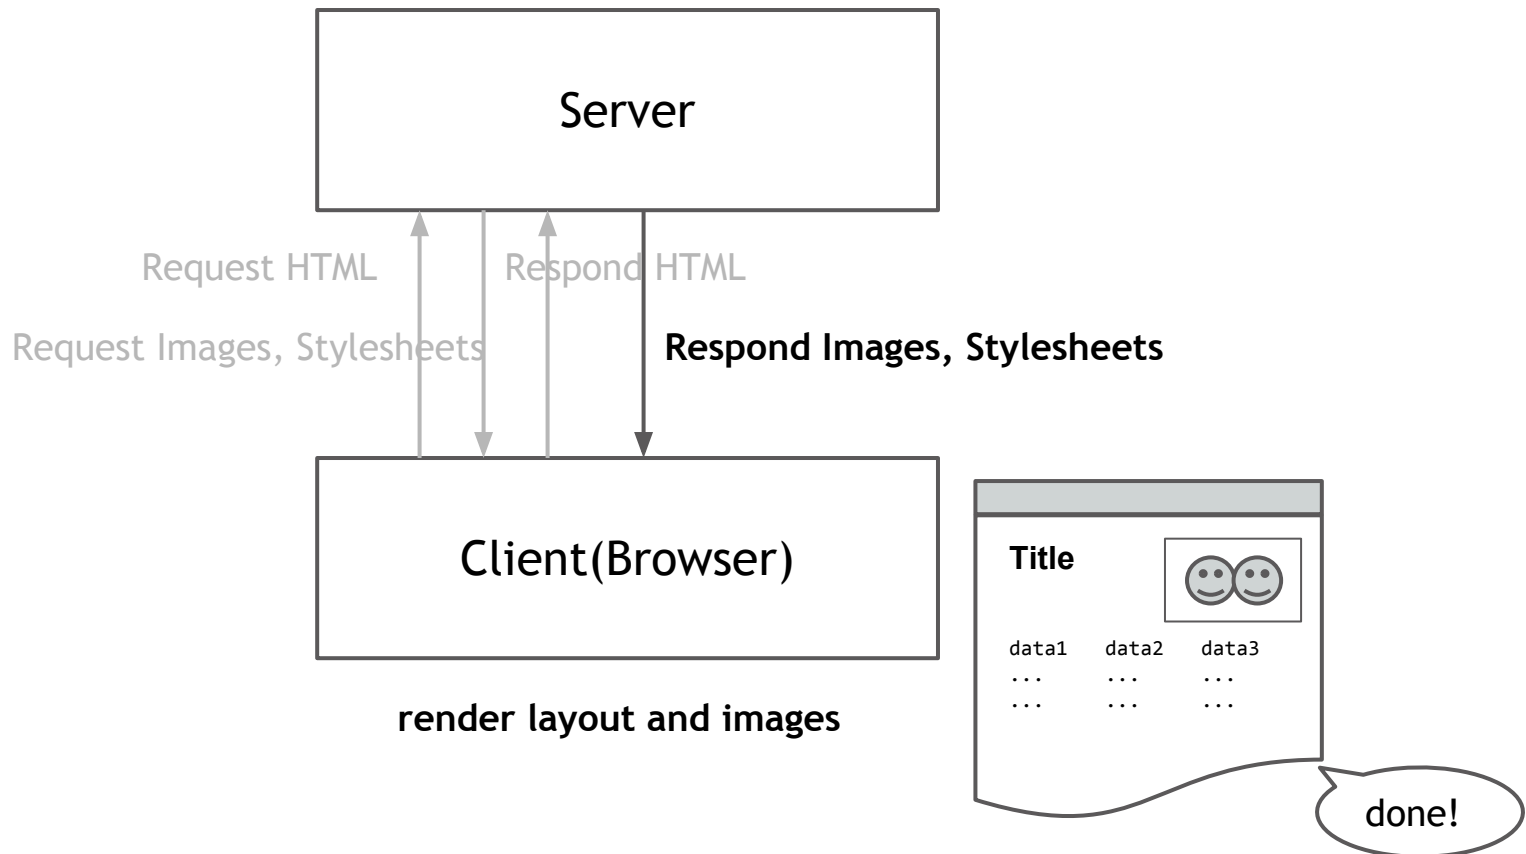 Server
Request HTML
Respond HTML
Request Images, Stylesheets
Respond Images, Stylesheets
Client(Browser)
Title
data1 data2 data3
... ... ...
... ... ...
render layout and images
done!